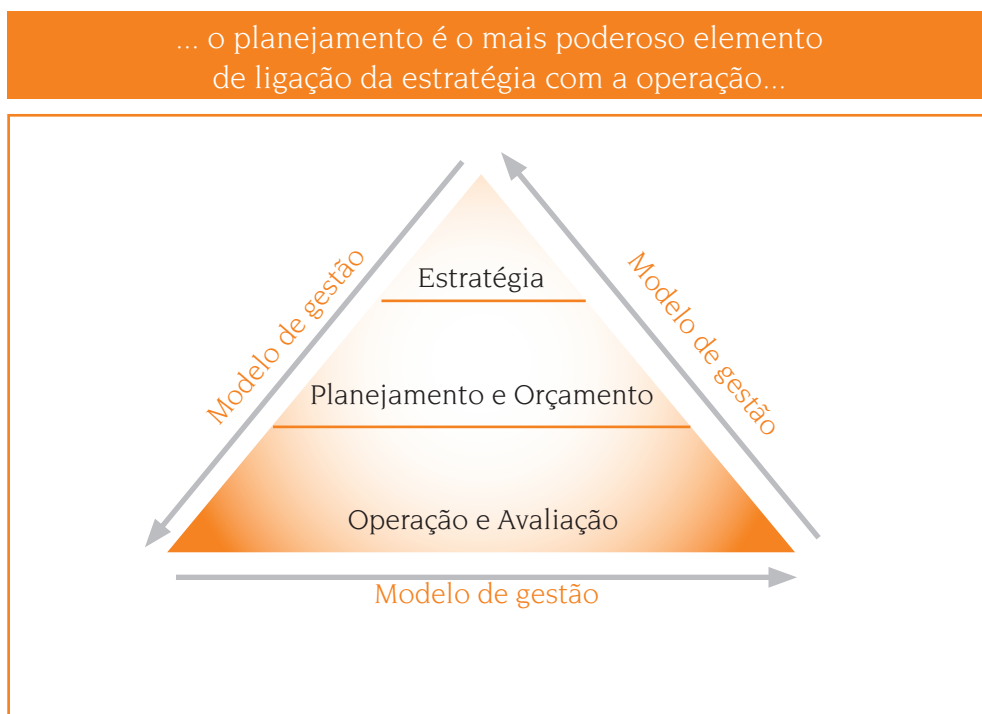 ... o planejamento é o mais poderoso elemento
de ligação da estratégia com a operação...
Modelo de gestão
Modelo de gestão
Estratégia
Planejamento e Orçamento
Operação e Avaliação
Modelo de gestão